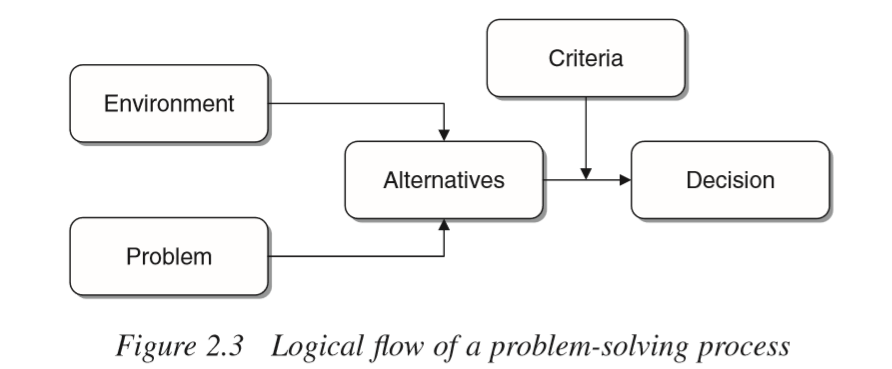 Criteria
Environment
Alternatives
Decision
Problem
Figure 2.3 Logical flow of a problem-solving process